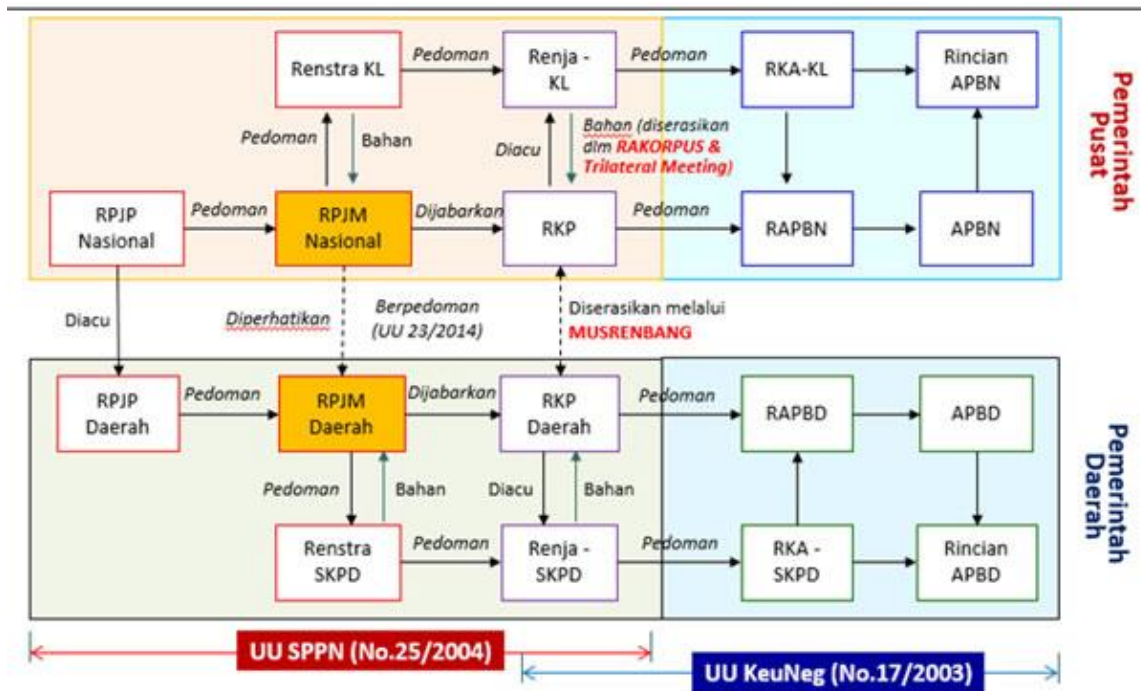 Pedoman
Pedoman
Pedoman
Renstra KL
Renja -
KL
RKA-KL
Rincian
APBN
Pedoman
Bahan
Diacu
Bahan (diserasikan
dlm RAKORPUS &
Trilateral Meeting)
RPJP
Nasional
Pedoman
RPJM
Nasional
Dijabarkan
RKP
Pedoman
RAPBN
APBN
Pemerintah
Pusat
Diacu
Diperhatikan
Berpedoman
(UU 23/2014)
Diserasikan melalui
MUSRENBANG
RPJP
Daerah
Pedoman
RPJM
Daerah
Dijabarkan
RKP
Daerah
Pedoman
RAPBD
APBD
Pedoman
Bahan
Diacu
Bahan
Renstra
SKPD
Pedoman
Renja -
SKPD
Pedoman
RKA -
SKPD
Rincian
APBD
Pemerintah
Daerah
UU SPPN (No.25/2004)
UU KeuNeg (No.17/2003)